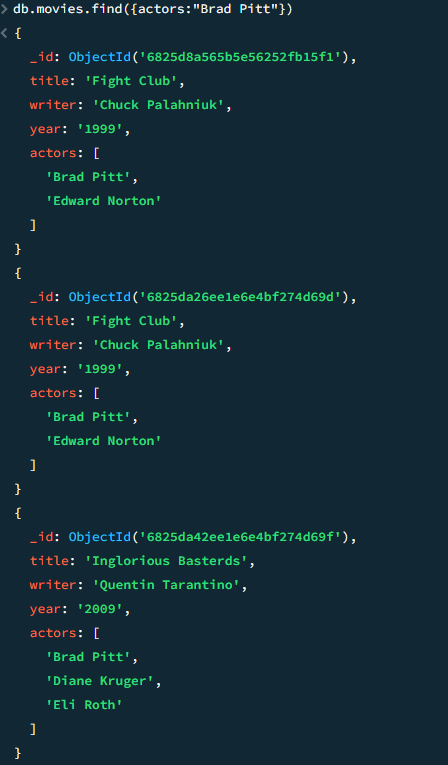 > db.movies.find({actors:"Brad Pitt"})
< {
_id: ObjectId('6825d8a565b5e56252fb15f1'),
title: 'Fight Club',
writer: 'Chuck Palahniuk',
year: '1999',
actors: [
'Brad Pitt',
'Edward Norton'
]
}
{
_id: ObjectId('6825da26ee1e6e4bf274d69d'),
title: 'Fight Club',
writer: 'Chuck Palahniuk',
year: '1999',
actors: [
'Brad Pitt',
'Edward Norton'
]
}
{
_id: ObjectId('6825da42ee1e6e4bf274d69f'),
title: 'Inglorious Basterds',
writer: 'Quentin Tarantino',
year: '2009',
actors: [
'Brad Pitt',
'Diane Kruger',
'Eli Roth'
]
}